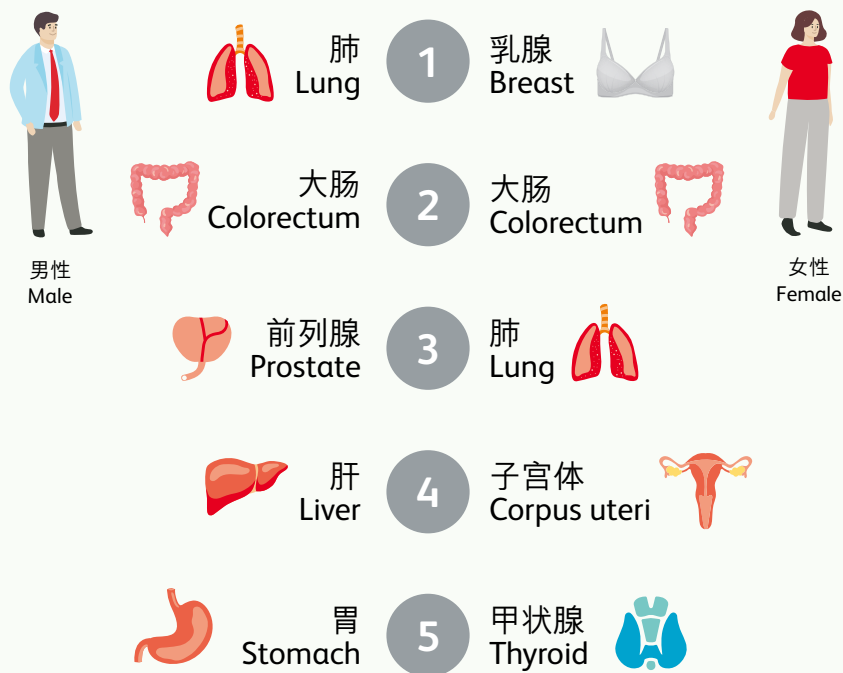 肺
Lung
1
乳腺
Breast
大肠
Colorectum
2
大肠
Colorectum
男性
Male
女性
Female
前列腺
Prostate
3
肺
Lung
肝
Liver
4
子宫体
Corpus uteri
胃
Stomach
5
甲状腺
Thyroid